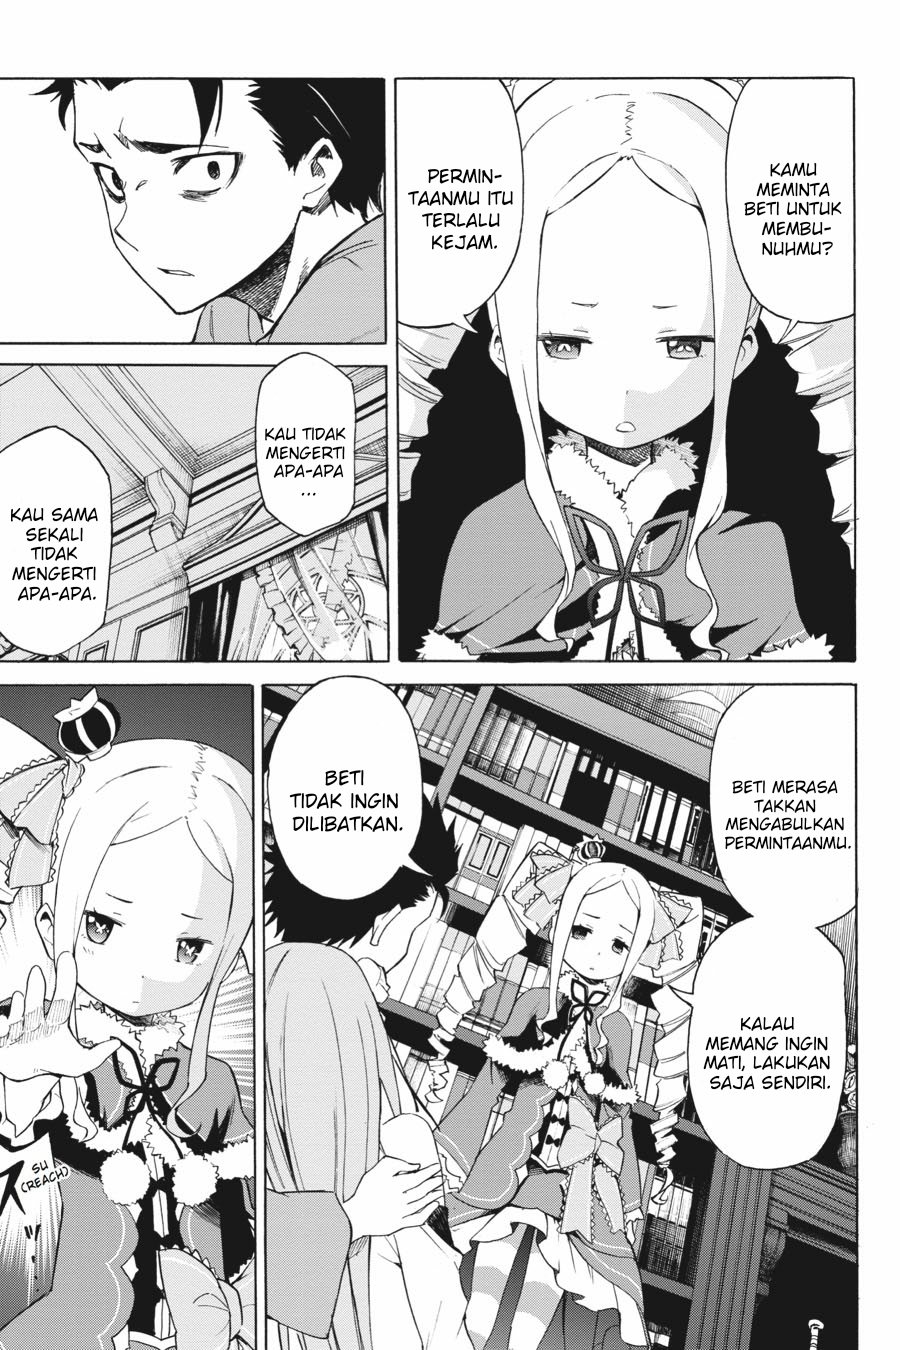 KAMU
MEMINTA
BETI UNTUK
MEMBU-
NUHMU?
PERMIN-
TAANMU ITU
TERLALU
KEJAM.
KAU TIDAK
MENGERTI
APA-APA
...
KAU SAMA
SEKALI
TIDAK
MENGERTI
APA-APA.
BETI MERASA
TAKKAN
MENGABULKAN
PERMINTAANMU.
KALAU
MEMANG INGIN
MATI, LAKUKAN
SAJA SENDIRI.
BETI
TIDAK INGIN
DILIBATKAN.
SU
(REACH)
スッ…